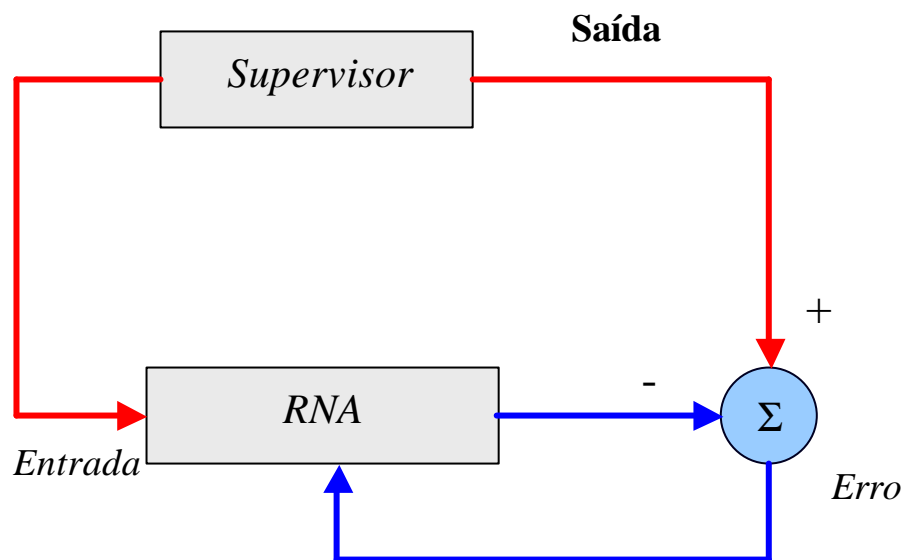 Saída
Supervisor
+
-
RNA
Σ
Entrada
Erro